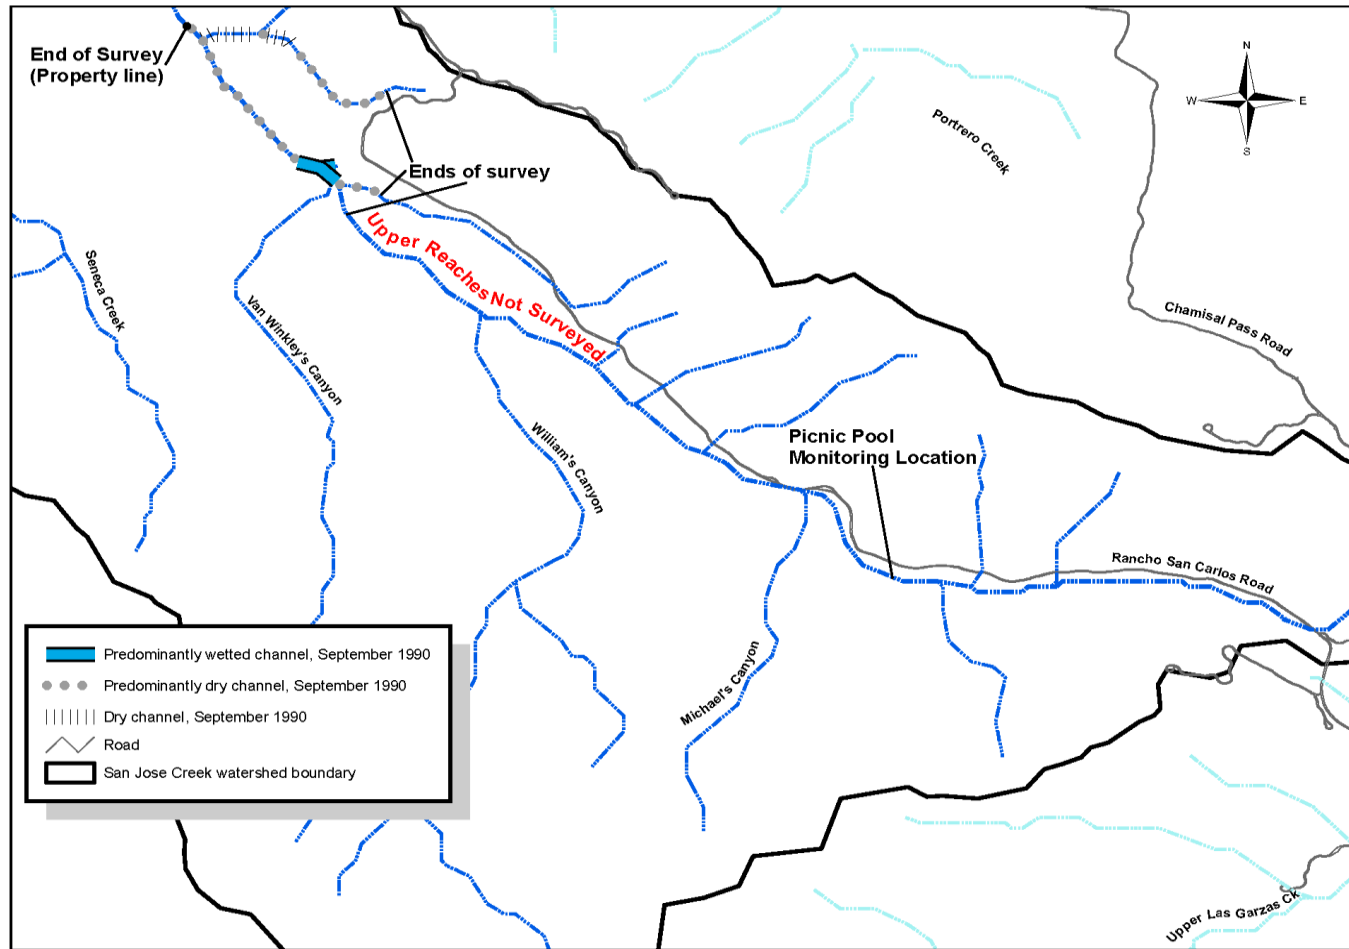 End of Survey
(Property line)
N
W
E
S
Portrero Creek
Ends of survey
Upper Reaches Not Surveyed
Seneca Creek
Van Winkley's Canyon
Chamisal Pass Road
William's Canyon
Picnic Pool
Monitoring Location
Rancho San Carlos Road
Michael's Canyon
Predominantly wetted channel, September 1990
Predominantly dry channel, September 1990
Dry channel, September 1990
Road
San Jose Creek watershed boundary
Upper Las Garzas Ck